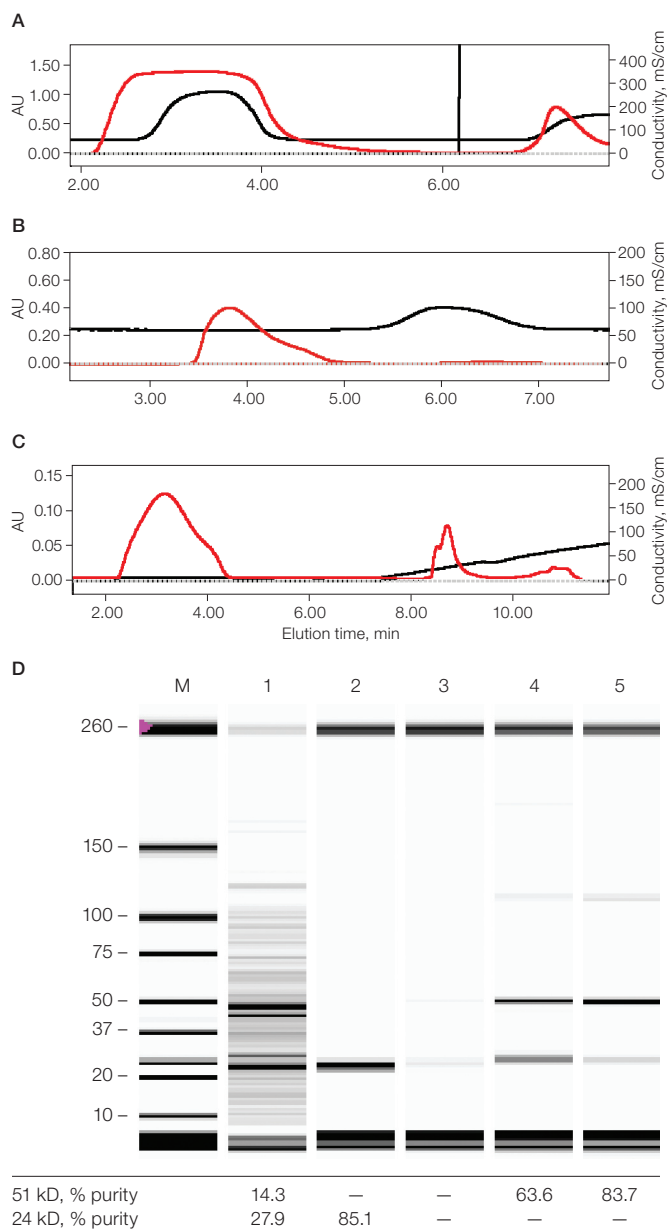 A
1.50
1.00
0.50
0.00
AU
400
300
200
100
0
Conductivity, mS/cm
2.00 4.00 6.00
B
0.80
0.60
0.40
0.20
0.00
AU
200
150
100
50
0
Conductivity, mS/cm
3.00 4.00 5.00 6.00 7.00
C
0.15
0.10
0.05
0.00
AU
200
150
100
50
0
Conductivity, mS/cm
2.00 4.00 6.00 8.00 10.00
Elution time, min
D
M 1 2 3 4 5
260 –
150 –
100 –
75 –
50 –
37 –
20 –
10 –
51 kD, % purity 14.3 — — 63.6 83.7
24 kD, % purity 27.9 85.1 — — —